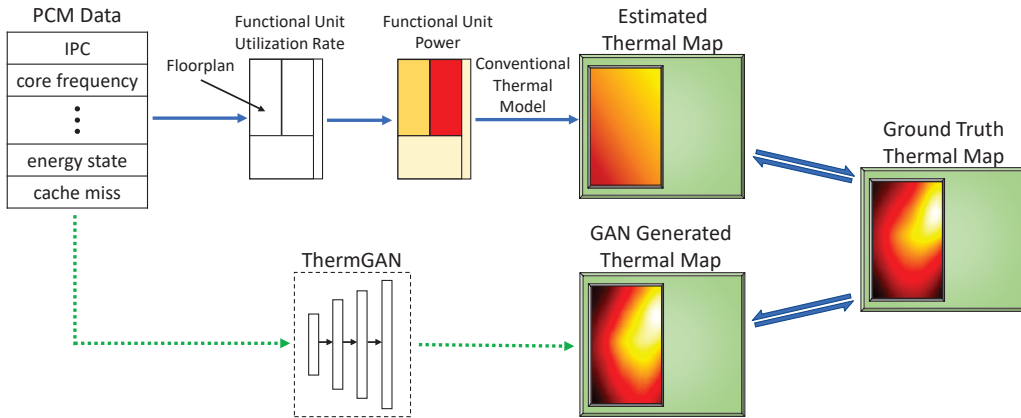 PCM Data
IPC
core frequency
energy state
cache miss
Functional Unit
Utilization Rate
Floorplan
Functional Unit
Power
Conventional
Thermal
Model
Estimated
Thermal Map
Ground Truth
Thermal Map
ThermGAN
GAN Generated
Thermal Map